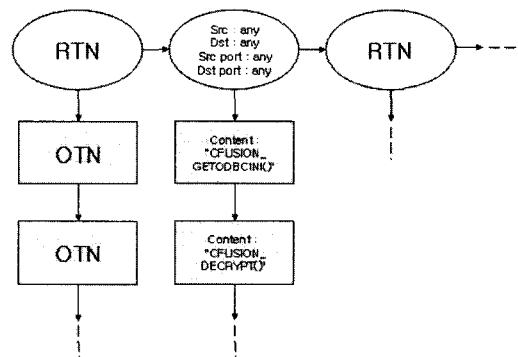 RTN
Src : any
Dst : any
Src port : any
Dst port : any
RTN
OTN
Content :
"CFUSION_
GETODBCINI()"
OTN
Content :
"CFUSION_
DECRYPT()"